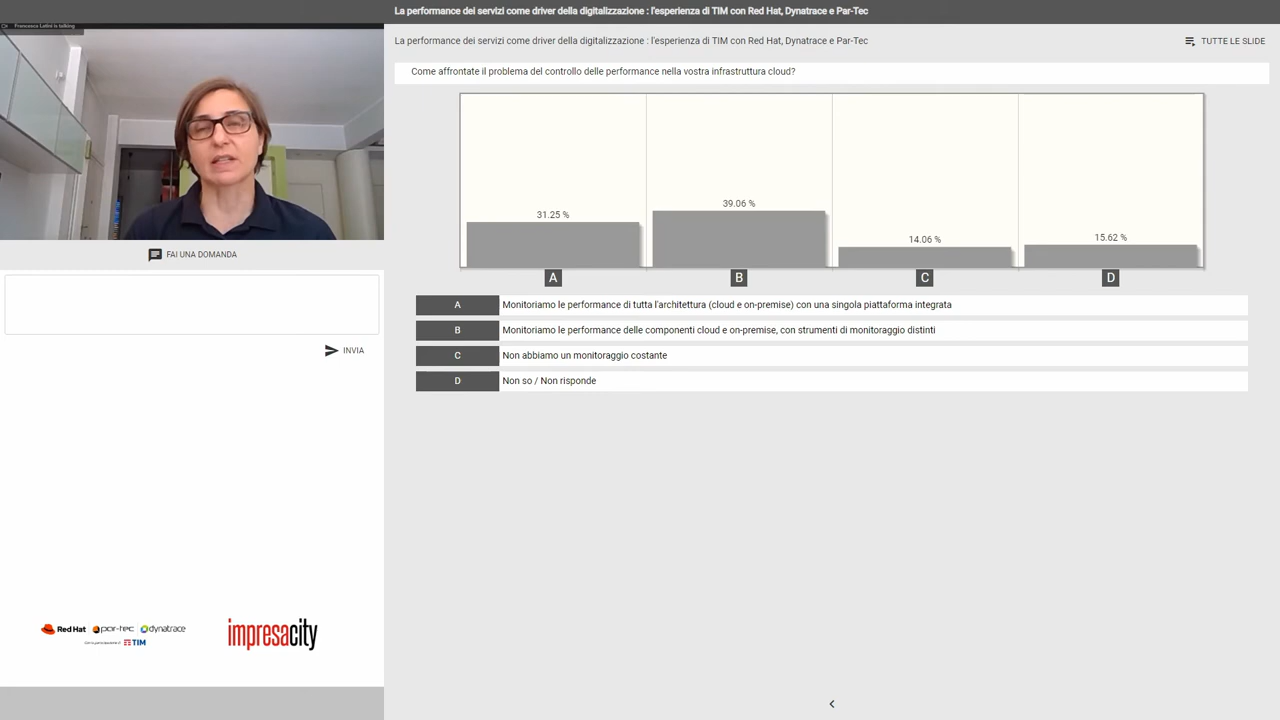 La performance dei servizi come driver della digitalizzazione : l'esperienza di TIM con Red Hat, Dynatrace e Par-Tec
Francesca Latini is talking
La performance dei servizi come driver della digitalizzazione : l'esperienza di TIM con Red Hat, Dynatrace e Par-Tec
TUTTE LE SLIDE
Come affrontate il problema del controllo delle performance nella vostra infrastruttura cloud?
31.25 %
39.06 %
14.06 %
15.62 %
A
B
C
D
A Monitoriamo le performance di tutta l'architettura (cloud e on-premise) con una singola piattaforma integrata
B Monitoriamo le performance delle componenti cloud e on-premise, con strumenti di monitoraggio distinti
C Non abbiamo un monitoraggio costante
D Non so / Non risponde
FAI UNA DOMANDA
INVIA
Red Hat
par-tec
dynatrace
TIM
impresacity